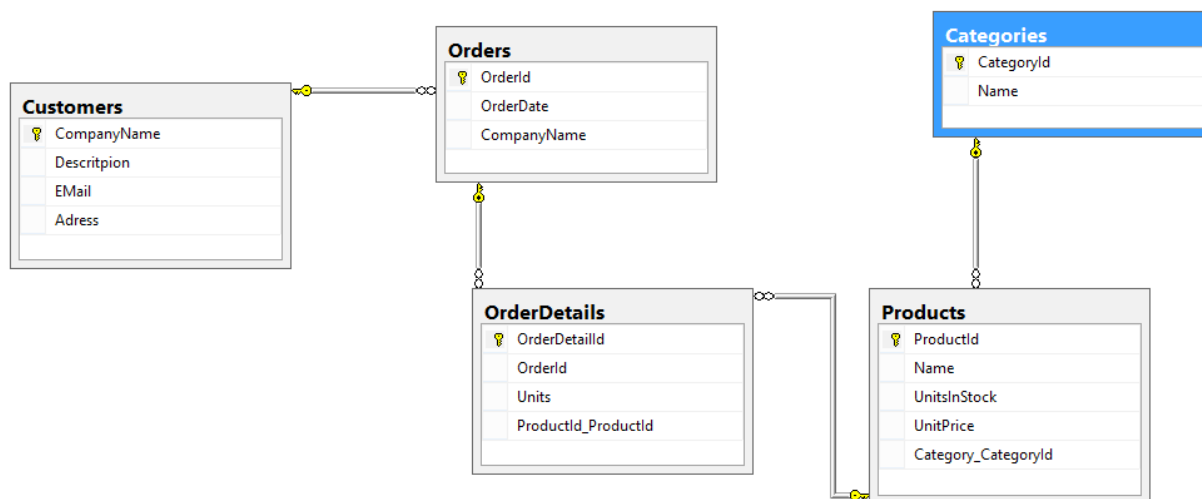 Customers
CompanyName
Descritpion
EMail
Adress
Orders
OrderId
OrderDate
CompanyName
Categories
CategoryId
Name
OrderDetails
OrderDetailId
OrderId
Units
ProductId_ProductId
Products
ProductId
Name
UnitsInStock
UnitPrice
Category_CategoryId